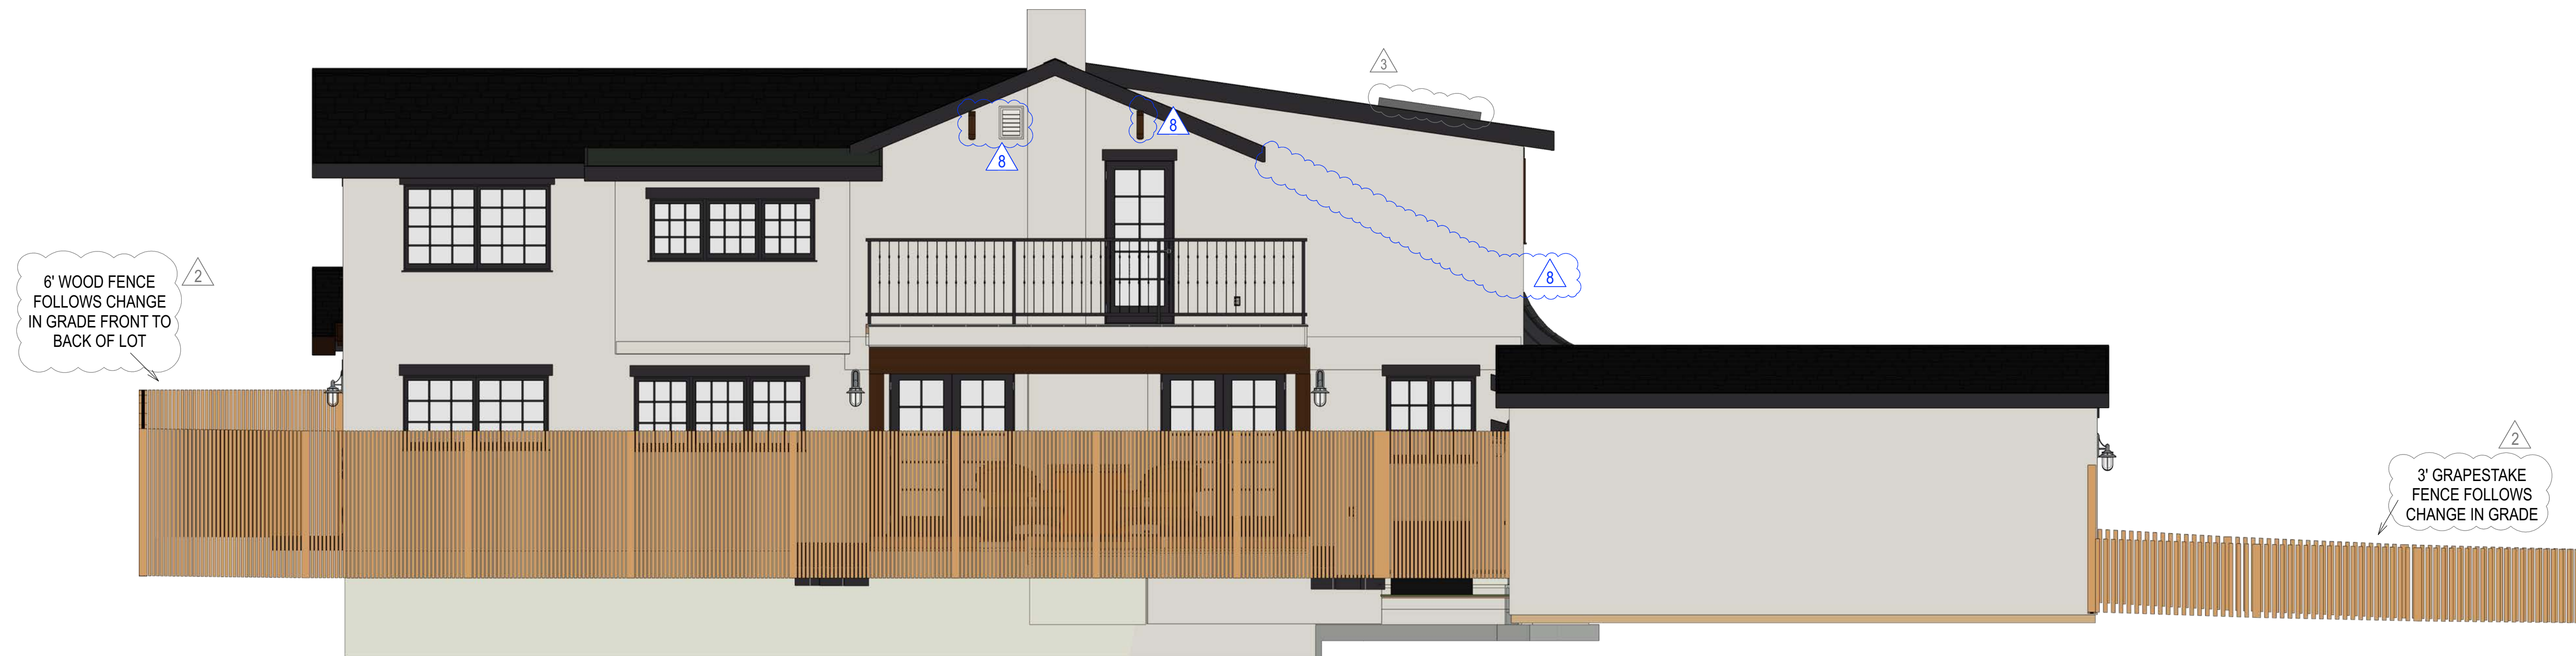 3
8
8
6' WOOD FENCE
FOLLOWS CHANGE
IN GRADE FRONT TO
BACK OF LOT
2
8
2
3' GRAPESTAKE
FENCE FOLLOWS
CHANGE IN GRADE